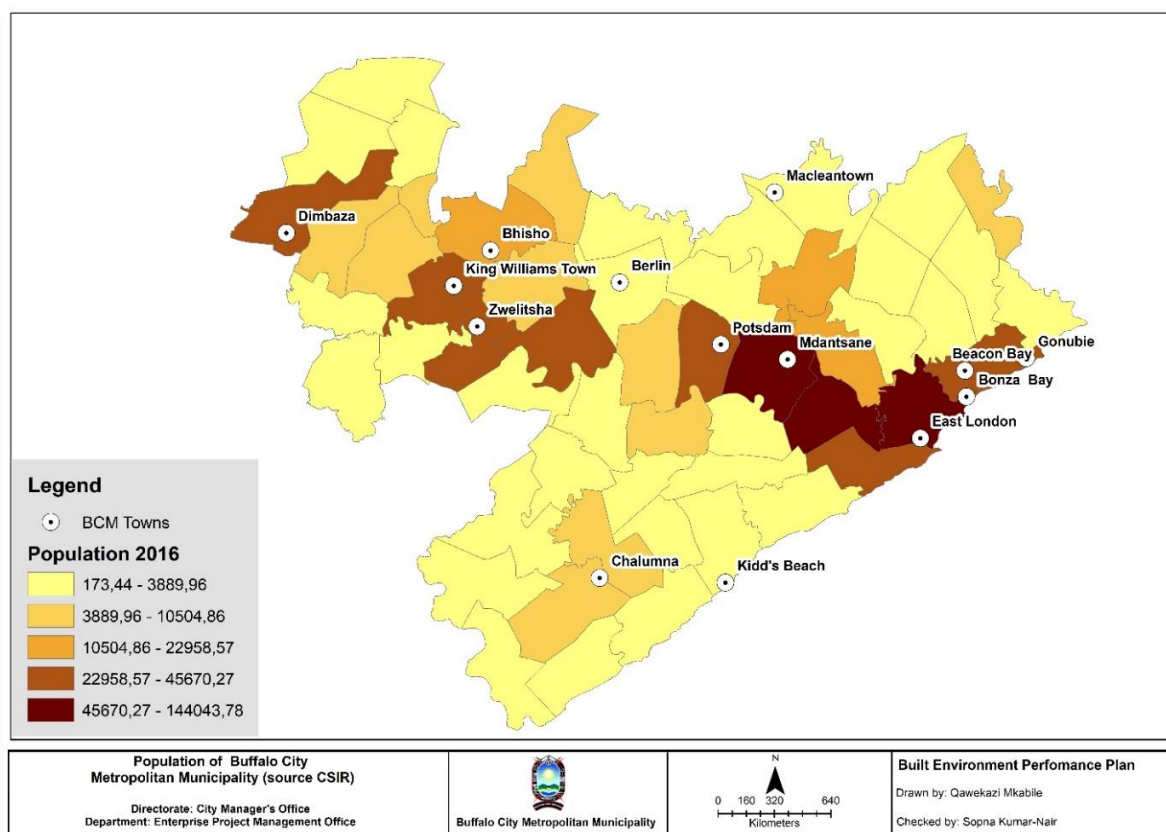 Macleantown
Dimbaza
Bhisho
King Williams Town
Berlin
Zwelitsha
Potsdam
Mdantsane
Gonubie
Beacon Bay
Bonza Bay
East London
Chalumna
Kidd's Beach
Legend
BCM Towns
Population 2016
173,44 - 3889,96
3889,96 - 10504,86
10504,86 - 22958,57
22958,57 - 45670,27
45670,27 - 144043,78
Population of Buffalo City
Metropolitan Municipality (source CSIR)
Directorate: City Manager's Office
Department: Enterprise Project Management Office
Buffalo City Metropolitan Municipality
N
0 160 320 640
Kilometers
Built Environment Perfomance Plan
Drawn by: Qawekazi Mkabile
Checked by: Sopna Kumar-Nair